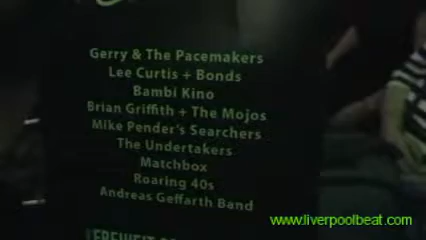 Gerry & The Pacemakers
Lee Curtis + Bonds
Bambi Kino
Brian Griffith + The Mojos
Mike Pender's Searchers
The Undertakers
Matchbox
Roaring 40s
Andreas Geffarth Band
www.liverpoolbeat.com